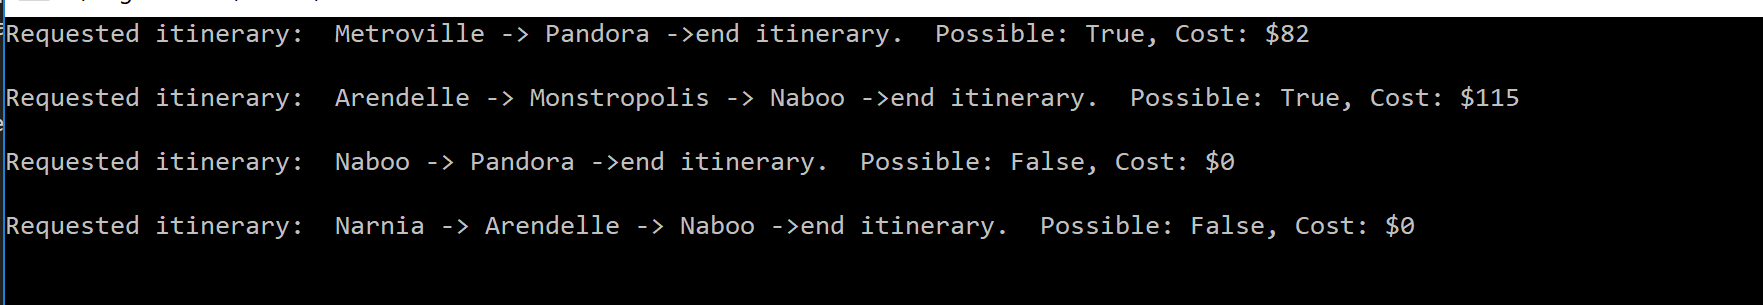 Requested itinerary:  Metroville -> Pandora ->end itinerary.  Possible: True, Cost: $82
Requested itinerary:  Arendelle -> Monstropolis -> Naboo ->end itinerary.  Possible: True, Cost: $115
Requested itinerary:  Naboo -> Pandora ->end itinerary.  Possible: False, Cost: $0
Requested itinerary:  Narnia -> Arendelle -> Naboo ->end itinerary.  Possible: False, Cost: $0